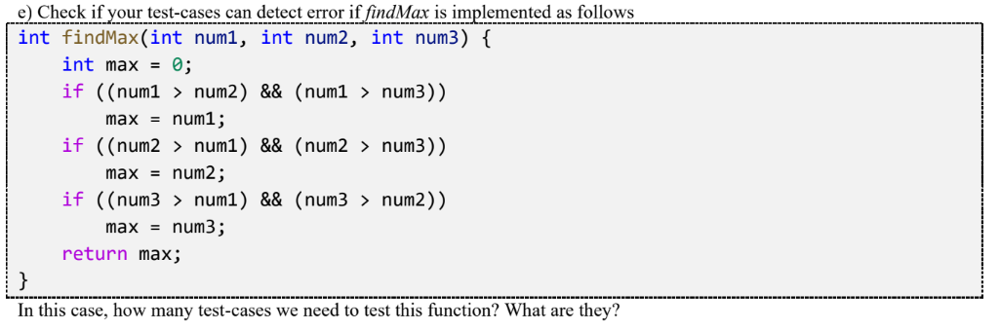 e) Check if your test-cases can detect error if findMax is implemented as follows
int findMax(int num1, int num2, int num3) {
    int max = 0;
    if ((num1 > num2) && (num1 > num3))
        max = num1;
    if ((num2 > num1) && (num2 > num3))
        max = num2;
    if ((num3 > num1) && (num3 > num2))
        max = num3;
    return max;
}
In this case, how many test-cases we need to test this function? What are they?